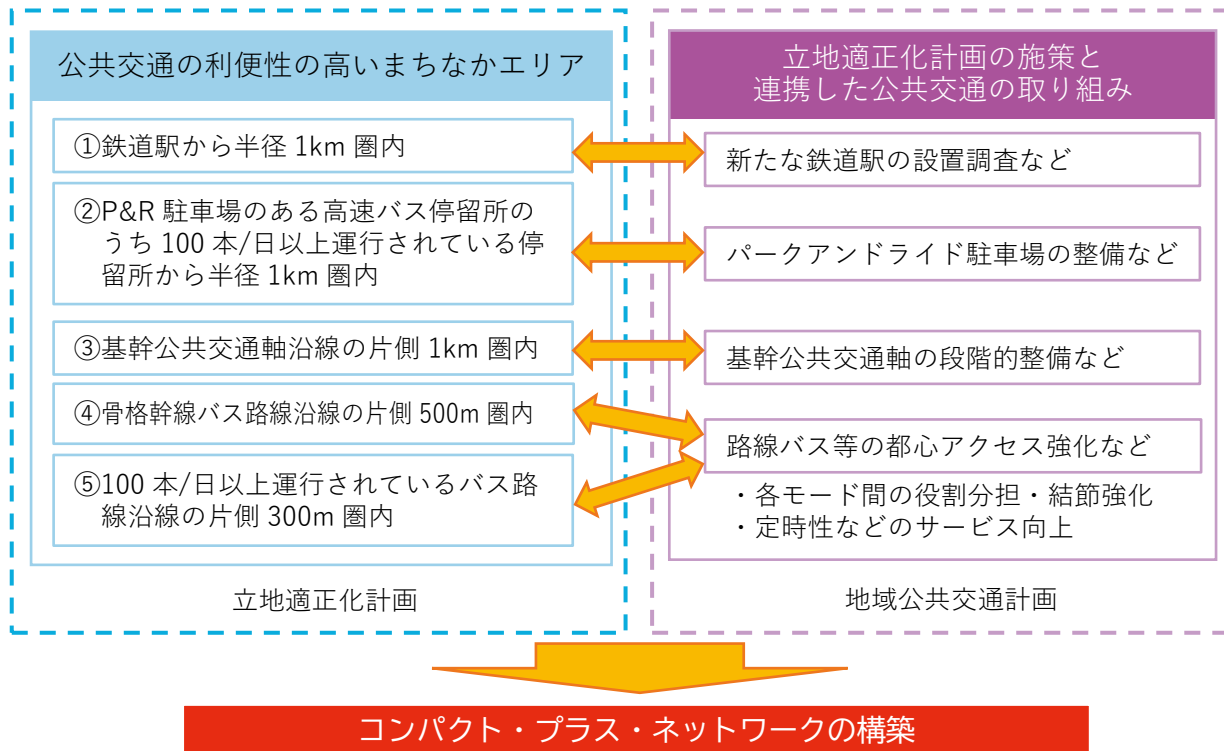 公共交通の利便性の高いまちなかエリア
①鉄道駅から半径 1km 圏内
②P&R 駐車場のある高速バス停留所の
うち 100 本/日以上運行されている停
留所から半径 1km 圏内
③基幹公共交通軸沿線の片側 1km 圏内
④骨格幹線バス路線沿線の片側 500m 圏内
⑤100 本/日以上運行されているバス路
線沿線の片側 300m 圏内
立地適正化計画
立地適正化計画の施策と
連携した公共交通の取り組み
新たな鉄道駅の設置調査など
パークアンドライド駐車場の整備など
基幹公共交通軸の段階的整備など
路線バス等の都心アクセス強化など
・各モード間の役割分担・結節強化
・定時性などのサービス向上
地域公共交通計画
コンパクト・プラス・ネットワークの構築